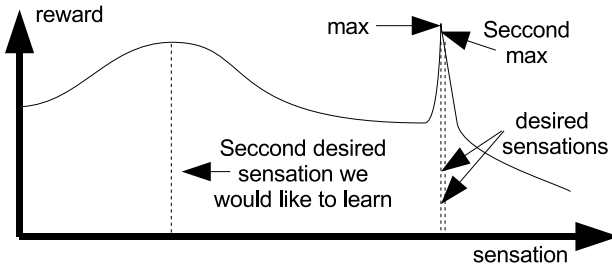 reward
max
Seccond
max
Seccond desired
sensation we
would like to learn
desired
sensations
sensation